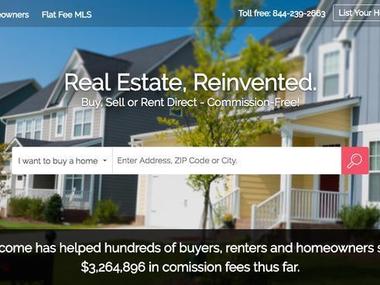 eowners Flat Fee MLS Toll free: 844-239-2663 List Your H
Real Estate, Reinvented.
Buy, Sell or Rent Direct - Commission-Free!
I want to buy a home Enter Address, ZIP Code or City.
come has helped hundreds of buyers, renters and homeowners s
$3,264,896 in comission fees thus far.